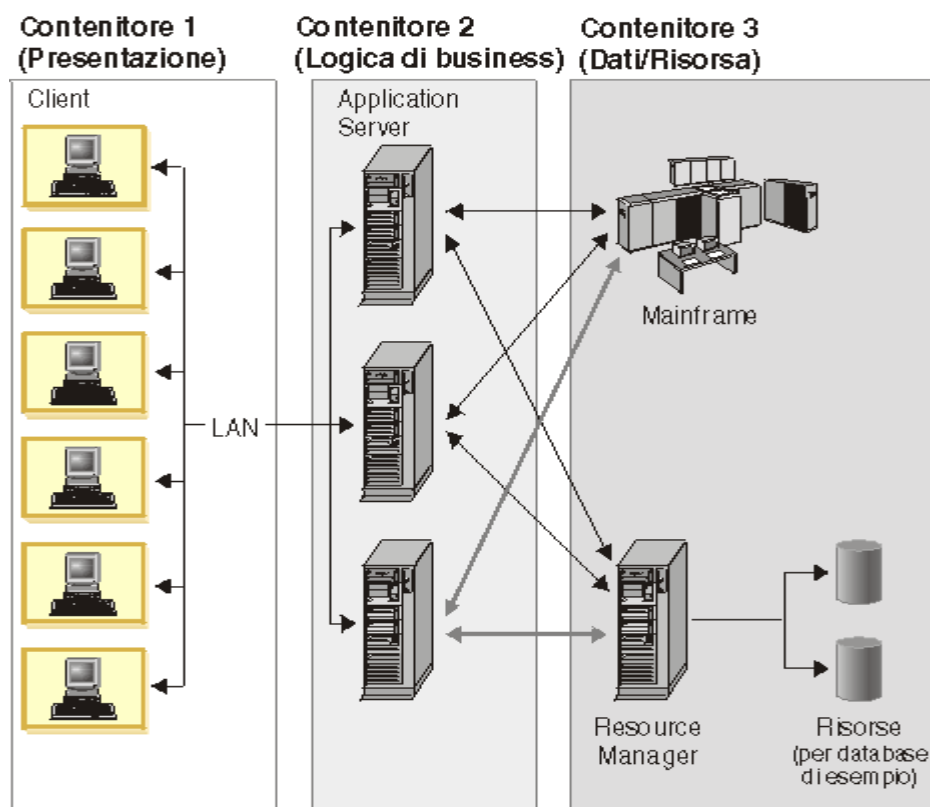 Contenitore 1
(Presentazione)
Contenitore 2
(Logica di business)
Contenitore 3
(Dati/Risorsa)
Client
Application
Server
LAN
Mainframe
Resource
Manager
Risorse
(per database
di esempio)